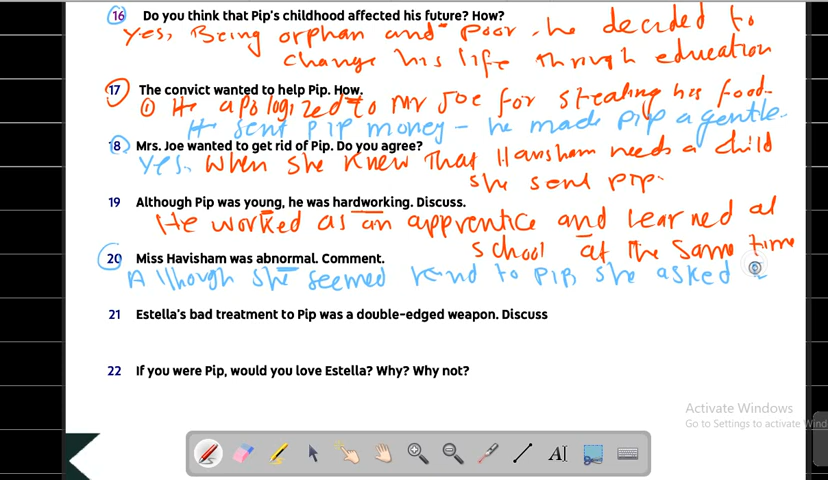 16 Do you think that Pip's childhood affected his future? How?
Yes, Being orphan and poor, he decided to
change his life through education
17 The convict wanted to help Pip. How.
① He apologized to Mr Joe for stealing his food.
He sent Pip money - he made Pip a gentle.
18 Mrs. Joe wanted to get rid of Pip. Do you agree?
Yes, When she knew That Havisham needs a child
she send Pip.
19 Although Pip was young, he was hardworking. Discuss.
He worked as an apprentice and learned at
school at the same time
20 Miss Havisham was abnormal. Comment.
Although she seemed kind to Pip, she asked
21 Estella's bad treatment to Pip was a double-edged weapon. Discuss
22 If you were Pip, would you love Estella? Why? Why not?
Activate Windows
Go to Settings to activate Wind
A